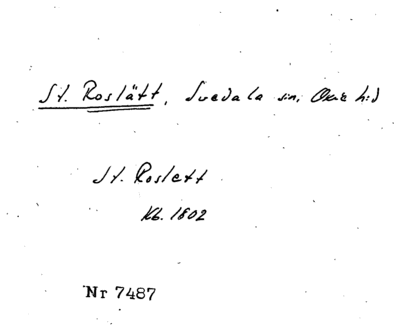 St. Roslätt, Svedala sn, Oxie hd
St. Roslett
Kb. 1802
Nr 7487